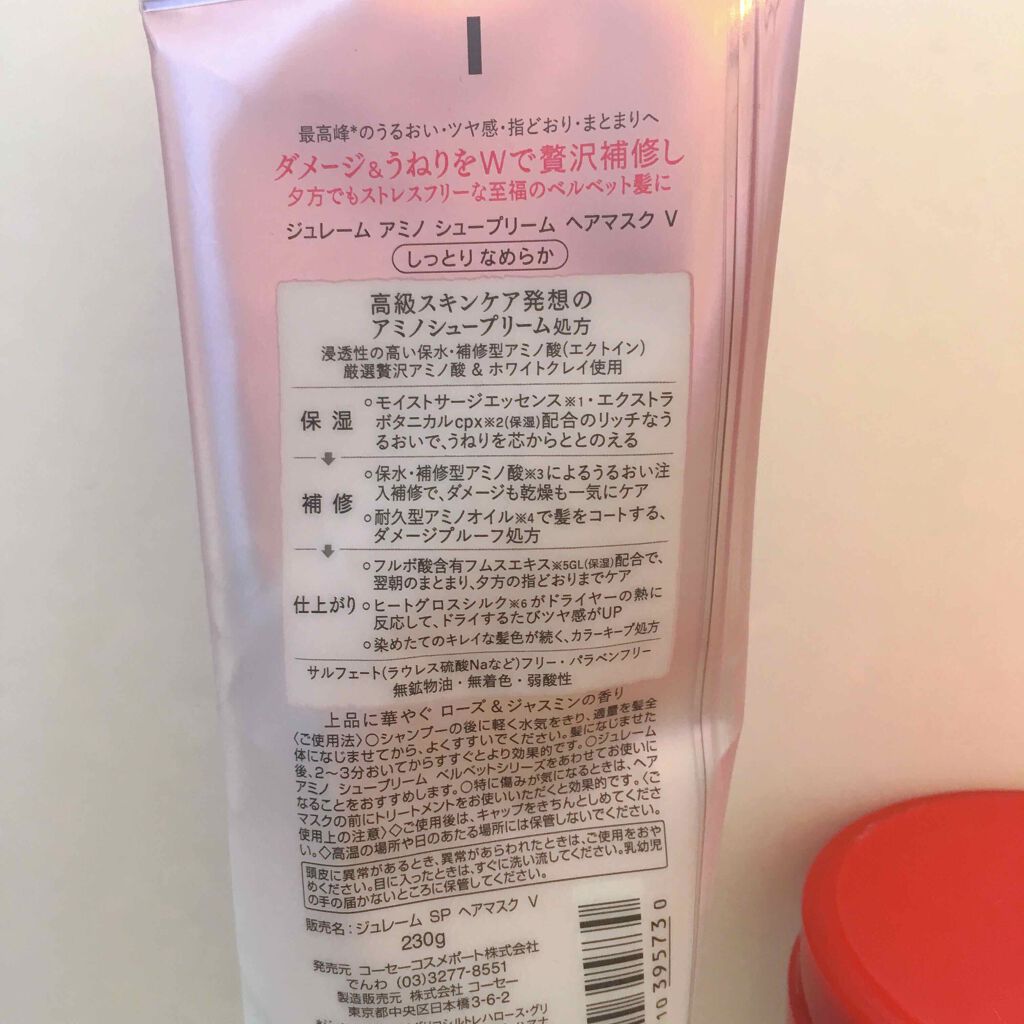 最高峰*のうるおい・ツヤ感・指どおり・まとまりへ
ダメージ&うねりをWで贅沢補修し
夕方でもストレスフリーな至福のベルベット髪に
ジュレーム アミノ シュープリーム ヘアマスク V
しっとり なめらか
高級スキンケア発想の
アミノシュープリーム処方
浸透性の高い保水・補修型アミノ酸(エクトイン)
厳選贅沢アミノ酸 & ホワイトクレイ使用
保湿
○モイストサージエッセンス※1・エクストラ
ボタニカルcpx※2(保湿)配合のリッチなう
るおいで、うねりを芯からととのえる
補修
○保水・補修型アミノ酸※3によるうるおい注
入補修で、ダメージも乾燥も一気にケア
○耐久型アミノオイル※4で髪をコートする、
ダメージプルーフ処方
仕上がり
○フルボ酸含有フムスエキス※5GL(保湿)配合で、
翌朝のまとまり、夕方の指どおりまでケア
○ヒートグロスシルク※6がドライヤーの熱に
反応して、ドライするたびツヤ感がUP
○染めたてのキレイな髪色が続く、カラーキープ処方
サルフェート(ラウレス硫酸Naなど)フリー・パラベンフリー
無鉱物油・無着色・弱酸性
上品に華やぐ ローズ&ジャスミンの香り
〈ご使用法〉○シャンプーの後に軽く水気をきり、適量を髪全
体になじませてから、よくすすいでください。髪になじませた
後、2～3分おいてからすすぐとより効果的です。○ジュレーム
アミノ シュープリーム ベルベットシリーズをあわせてお使いに
なることをおすすめします。○特に傷みが気になるときは、ヘア
マスクの前にトリートメントをお使いいただくと効果的です。〈ご
使用上の注意〉◇ご使用後は、キャップをきちんとしめてくださ
い。◇高温の場所や日のあたる場所には保管しないでください。
頭皮に異常があるとき、異常があらわれたときは、ご使用をおや
めください。目に入ったときは、すぐに洗い流してください。乳幼児
の手の届かないところに保管してください。
販売名:ジュレーム SP ヘアマスク V
230g
発売元 コーセーコスメポート株式会社
でんわ (03)3277-8551
製造販売元 株式会社 コーセー
東京都中央区日本橋3-6-2
10395730